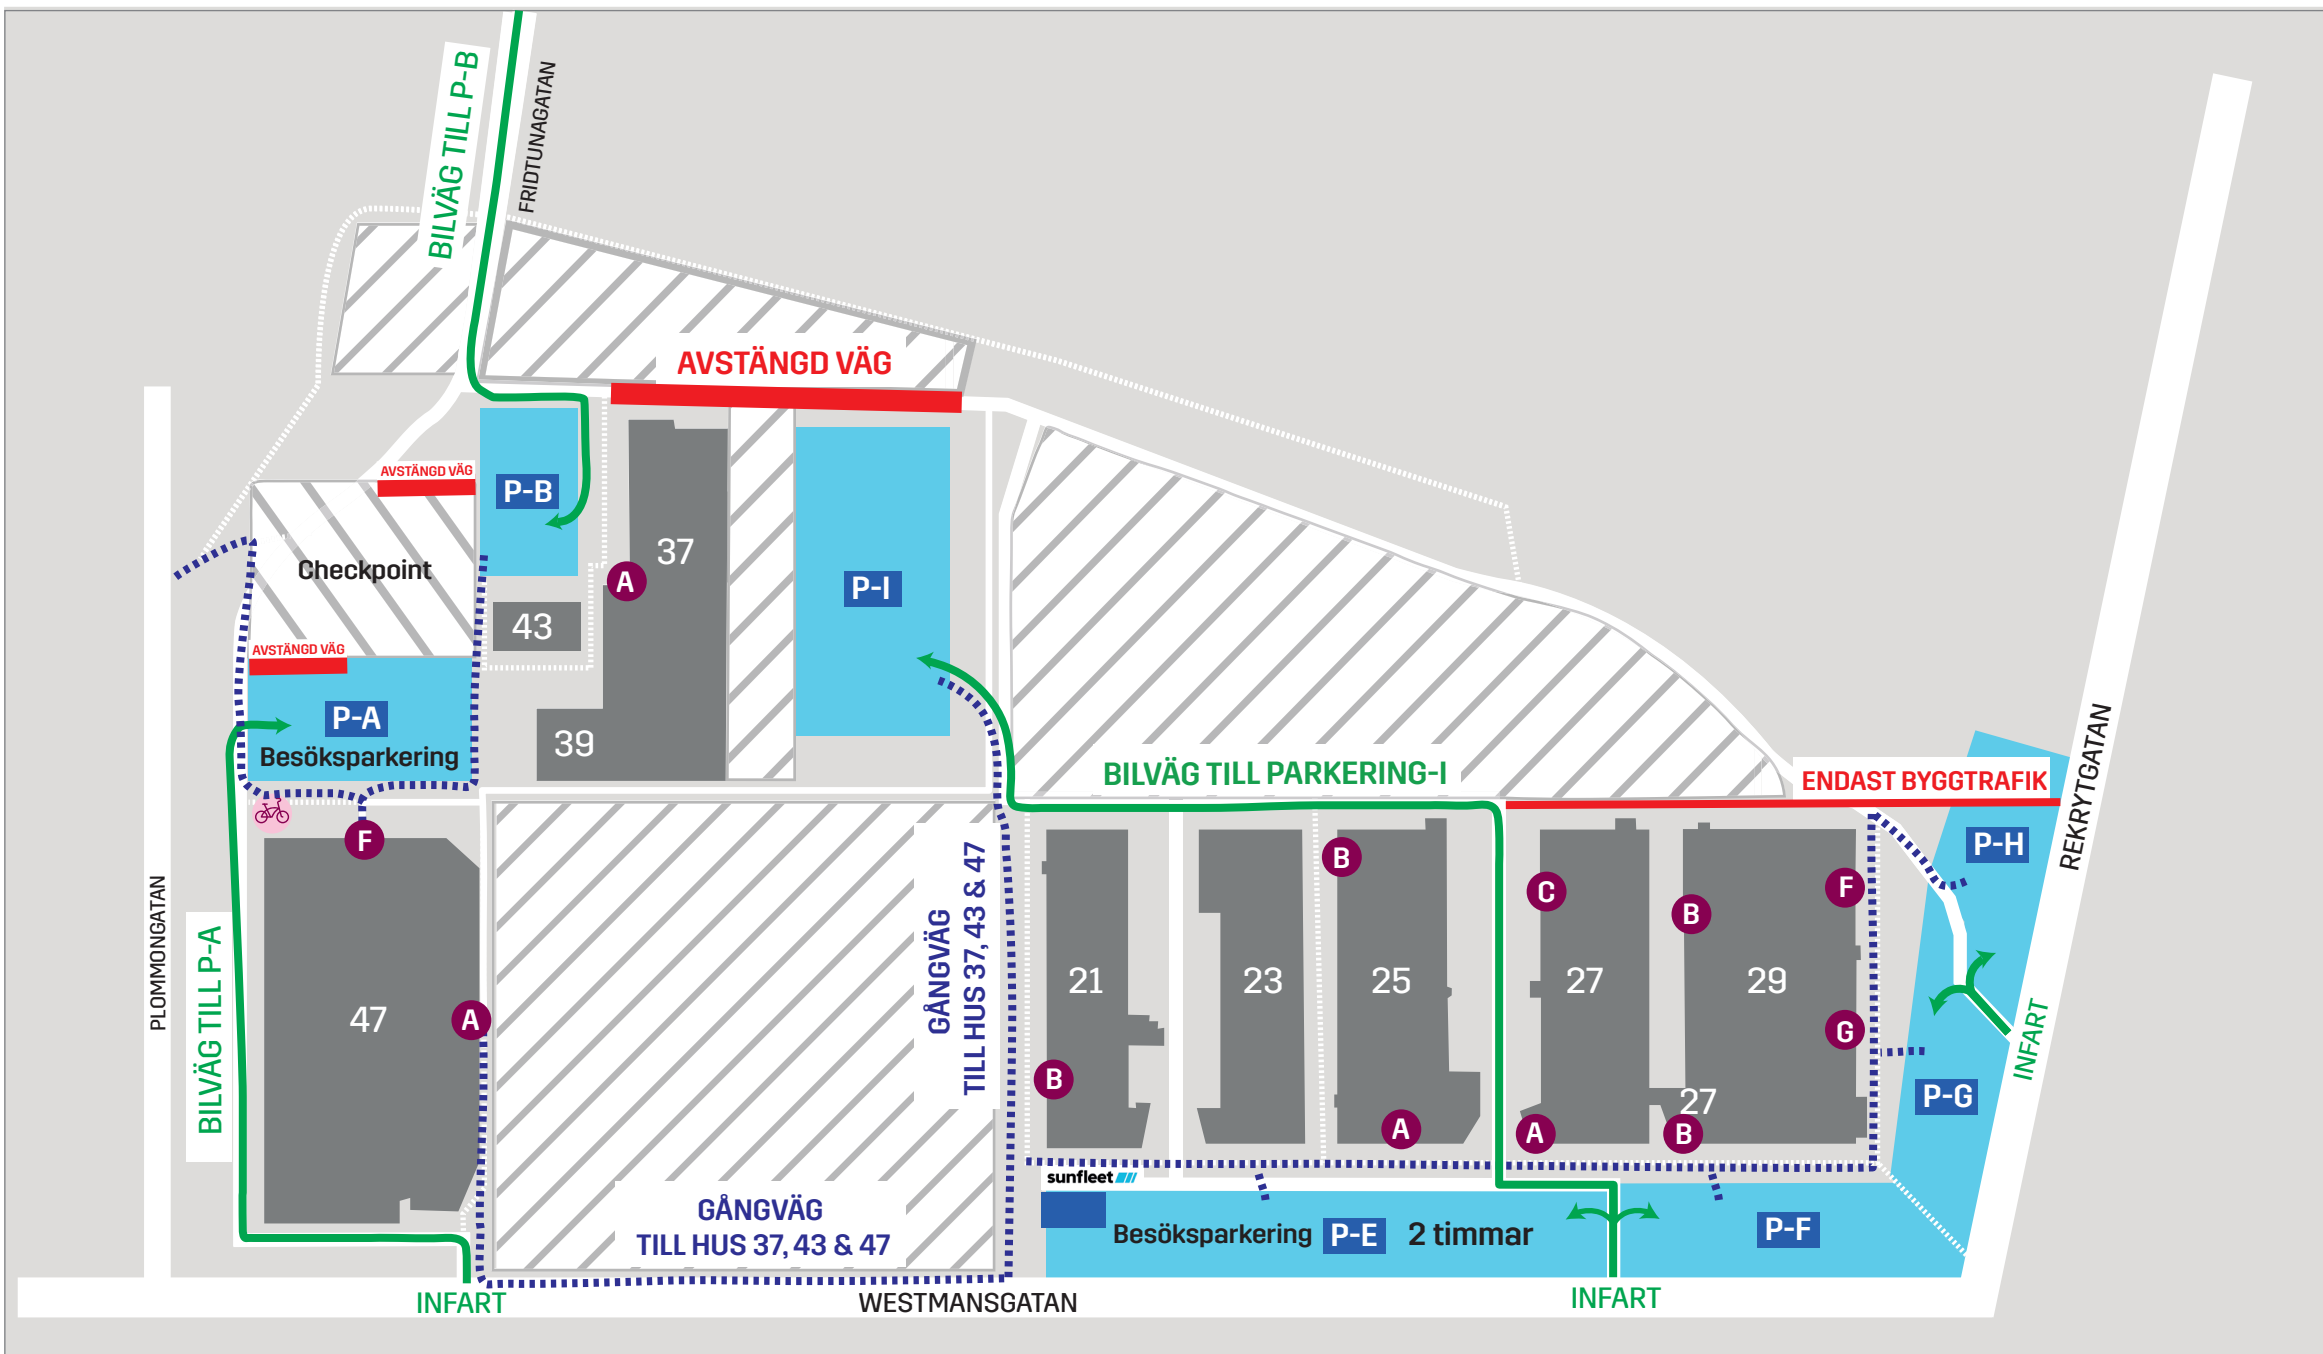 BILVÄG TILL P-B
FRIDTUNAGATAN
AVSTÄNGD VÄG
AVSTÄNGD VÄG
P-B
37
A
P-I
Checkpoint
43
AVSTÄNGD VÄG
P-A
Besöksparkering
39
BILVÄG TILL PARKERING-I
ENDAST BYGGTRAFIK
REKRYTGATAN
P-H
F
B
C
B
F
PLOMMONGATAN
BILVÄG TILL P-A
47
A
GÅNGVÄG
TILL HUS 37, 43 & 47
21
23
25
27
29
G
INFART
B
P-G
27
A
A
B
sunfleet
GÅNGVÄG
TILL HUS 37, 43 & 47
Besöksparkering P-E 2 timmar
P-F
INFART
WESTMANSGATAN
INFART